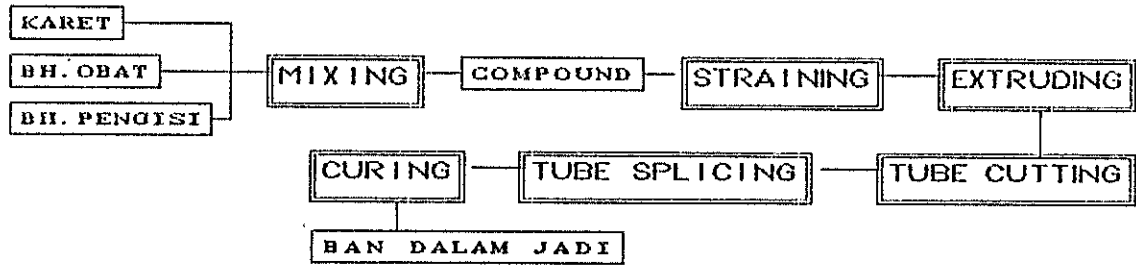 KARET
BH. OBAT
BH. PENGISI
MIXING
COMPOUND
STRAINING
EXTRUDING
TUBE CUTTING
TUBE SPLICING
CURING
BAN DALAM JADI